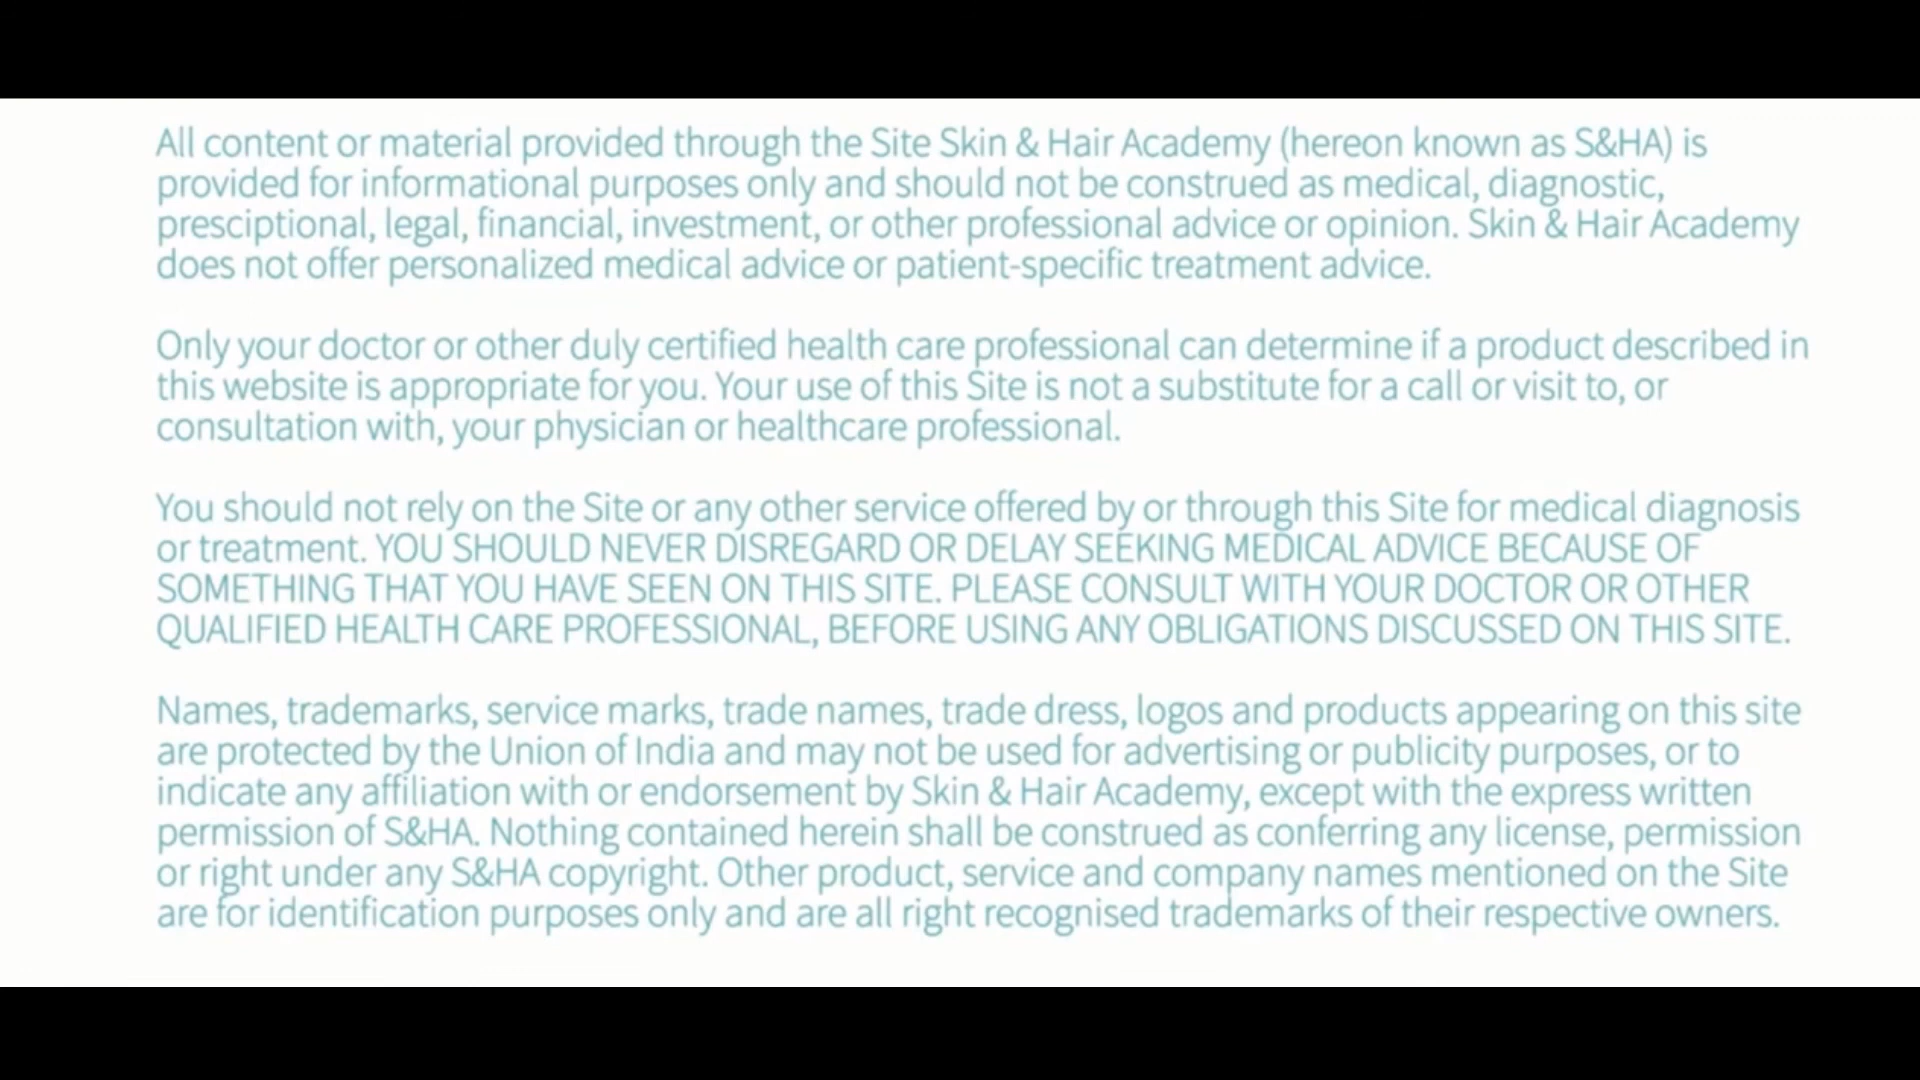 All content or material provided through the Site Skin & Hair Academy (hereon known as S&HA) is
provided for informational purposes only and should not be construed as medical, diagnostic,
presciptional, legal, financial, investment, or other professional advice or opinion. Skin & Hair Academy
does not offer personalized medical advice or patient-specific treatment advice.
Only your doctor or other duly certified health care professional can determine if a product described in
this website is appropriate for you. Your use of this Site is not a substitute for a call or visit to, or
consultation with, your physician or healthcare professional.
You should not rely on the Site or any other service offered by or through this Site for medical diagnosis
or treatment. YOU SHOULD NEVER DISREGARD OR DELAY SEEKING MEDICAL ADVICE BECAUSE OF
SOMETHING THAT YOU HAVE SEEN ON THIS SITE. PLEASE CONSULT WITH YOUR DOCTOR OR OTHER
QUALIFIED HEALTH CARE PROFESSIONAL, BEFORE USING ANY OBLIGATIONS DISCUSSED ON THIS SITE.
Names, trademarks, service marks, trade names, trade dress, logos and products appearing on this site
are protected by the Union of India and may not be used for advertising or publicity purposes, or to
indicate any affiliation with or endorsement by Skin & Hair Academy, except with the express written
permission of S&HA. Nothing contained herein shall be construed as conferring any license, permission
or right under any S&HA copyright. Other product, service and company names mentioned on the Site
are for identification purposes only and are all right recognised trademarks of their respective owners.